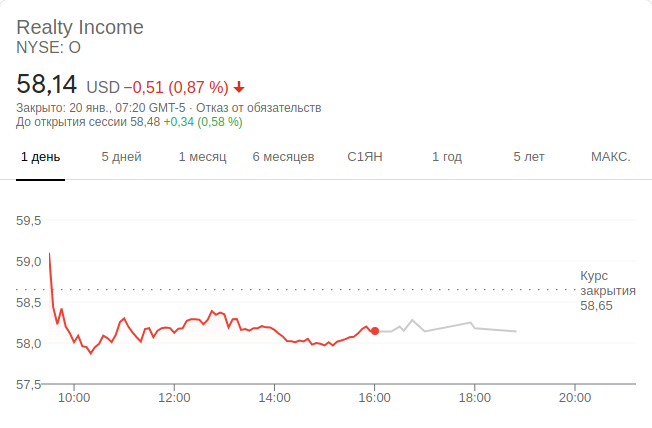 Realty Income
NYSE: O
58,14 USD −0,51 (0,87 %)
Закрыто: 20 янв., 07:20 GMT-5 · Отказ от обязательств
До открытия сессии 58,48 +0,34 (0,58 %)
1 день 5 дней 1 месяц 6 месяцев С1ЯН 1 год 5 лет МАКС.
59,5
59,0
58,5
58,0
57,5
Курс
закрытия
58,65
10:00 12:00 14:00 16:00 18:00 20:00